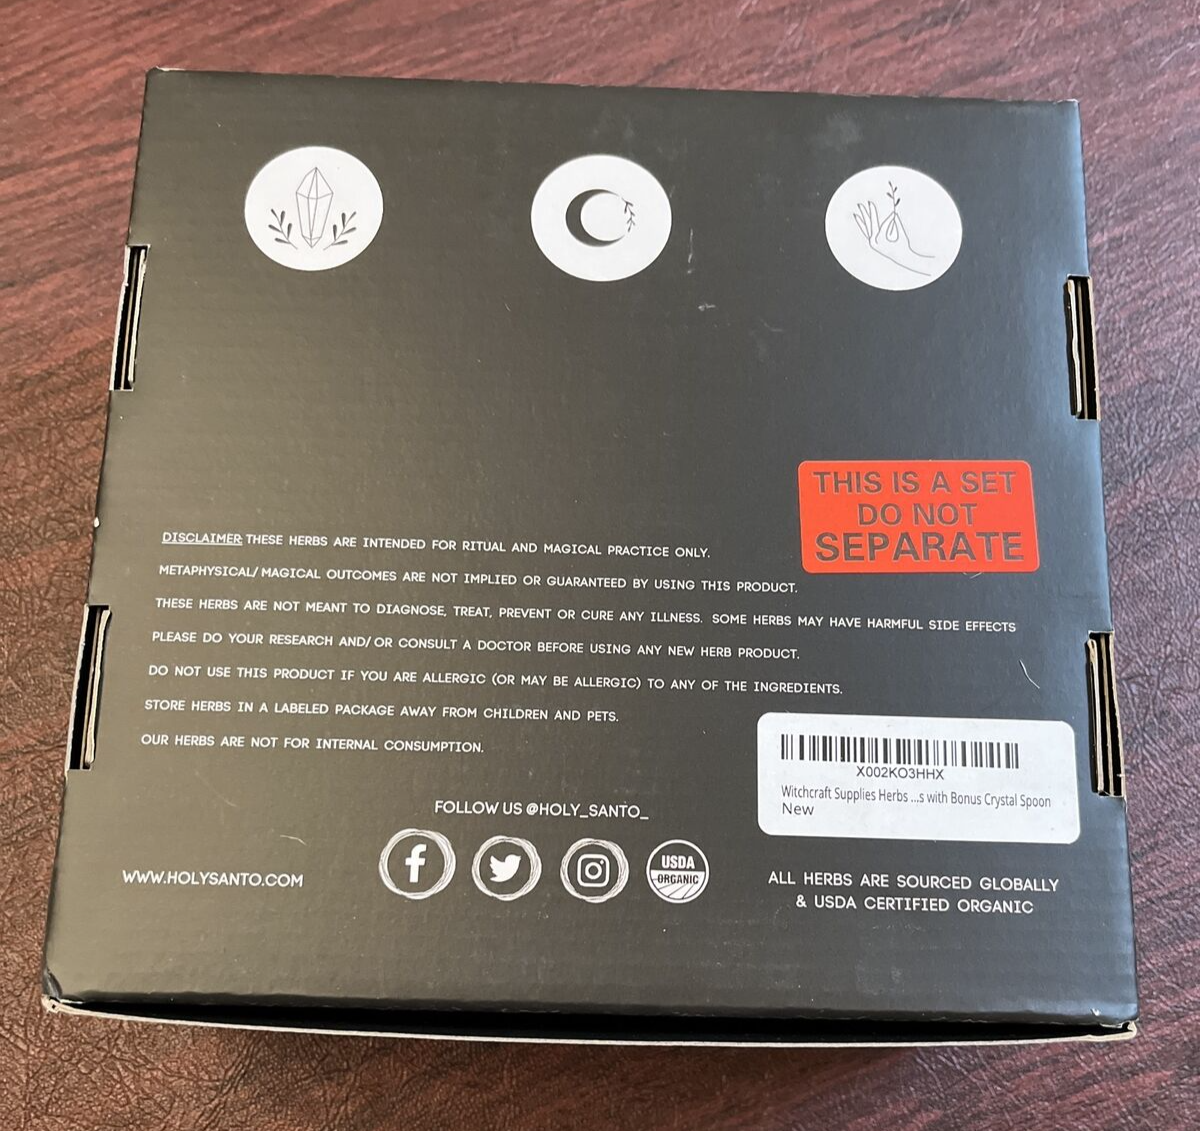 THIS IS A SET
DO NOT
SEPARATE
DISCLAIMER: THESE HERBS ARE INTENDED FOR RITUAL AND MAGICAL PRACTICE ONLY.
METAPHYSICAL/ MAGICAL OUTCOMES ARE NOT IMPLIED OR GUARANTEED BY USING THIS PRODUCT.
THESE HERBS ARE NOT MEANT TO DIAGNOSE, TREAT, PREVENT OR CURE ANY ILLNESS. SOME HERBS MAY HAVE HARMFUL SIDE EFFECTS
PLEASE DO YOUR RESEARCH AND/ OR CONSULT A DOCTOR BEFORE USING ANY NEW HERB PRODUCT.
DO NOT USE THIS PRODUCT IF YOU ARE ALLERGIC (OR MAY BE ALLERGIC) TO ANY OF THE INGREDIENTS.
STORE HERBS IN A LABELED PACKAGE AWAY FROM CHILDREN AND PETS.
OUR HERBS ARE NOT FOR INTERNAL CONSUMPTION.
X002KO3HHX
Witchcraft Supplies Herbs ...s with Bonus Crystal Spoon
New
FOLLOW US @HOLY_SANTO_
WWW.HOLYSANTO.COM
USDA
ORGANIC
ALL HERBS ARE SOURCED GLOBALLY
& USDA CERTIFIED ORGANIC